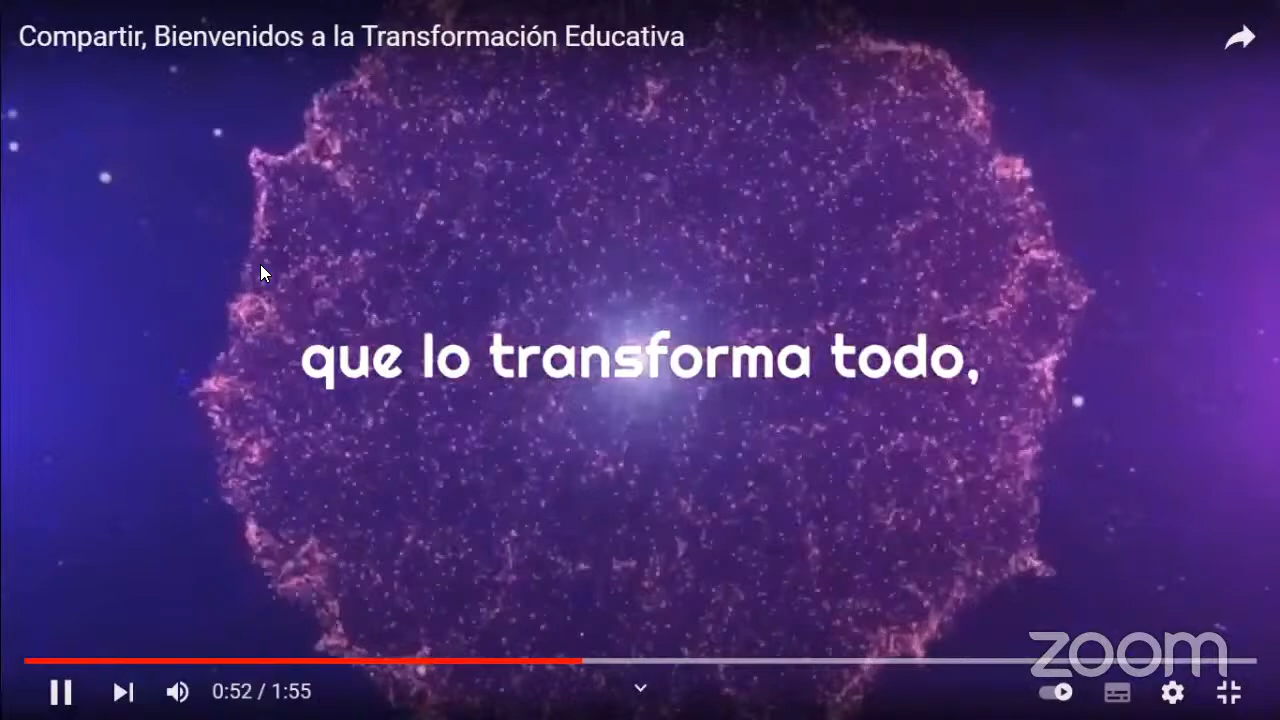 Compartir, Bienvenidos a la Transformación Educativa
que lo transforma todo,
zoom
0:52 / 1:55